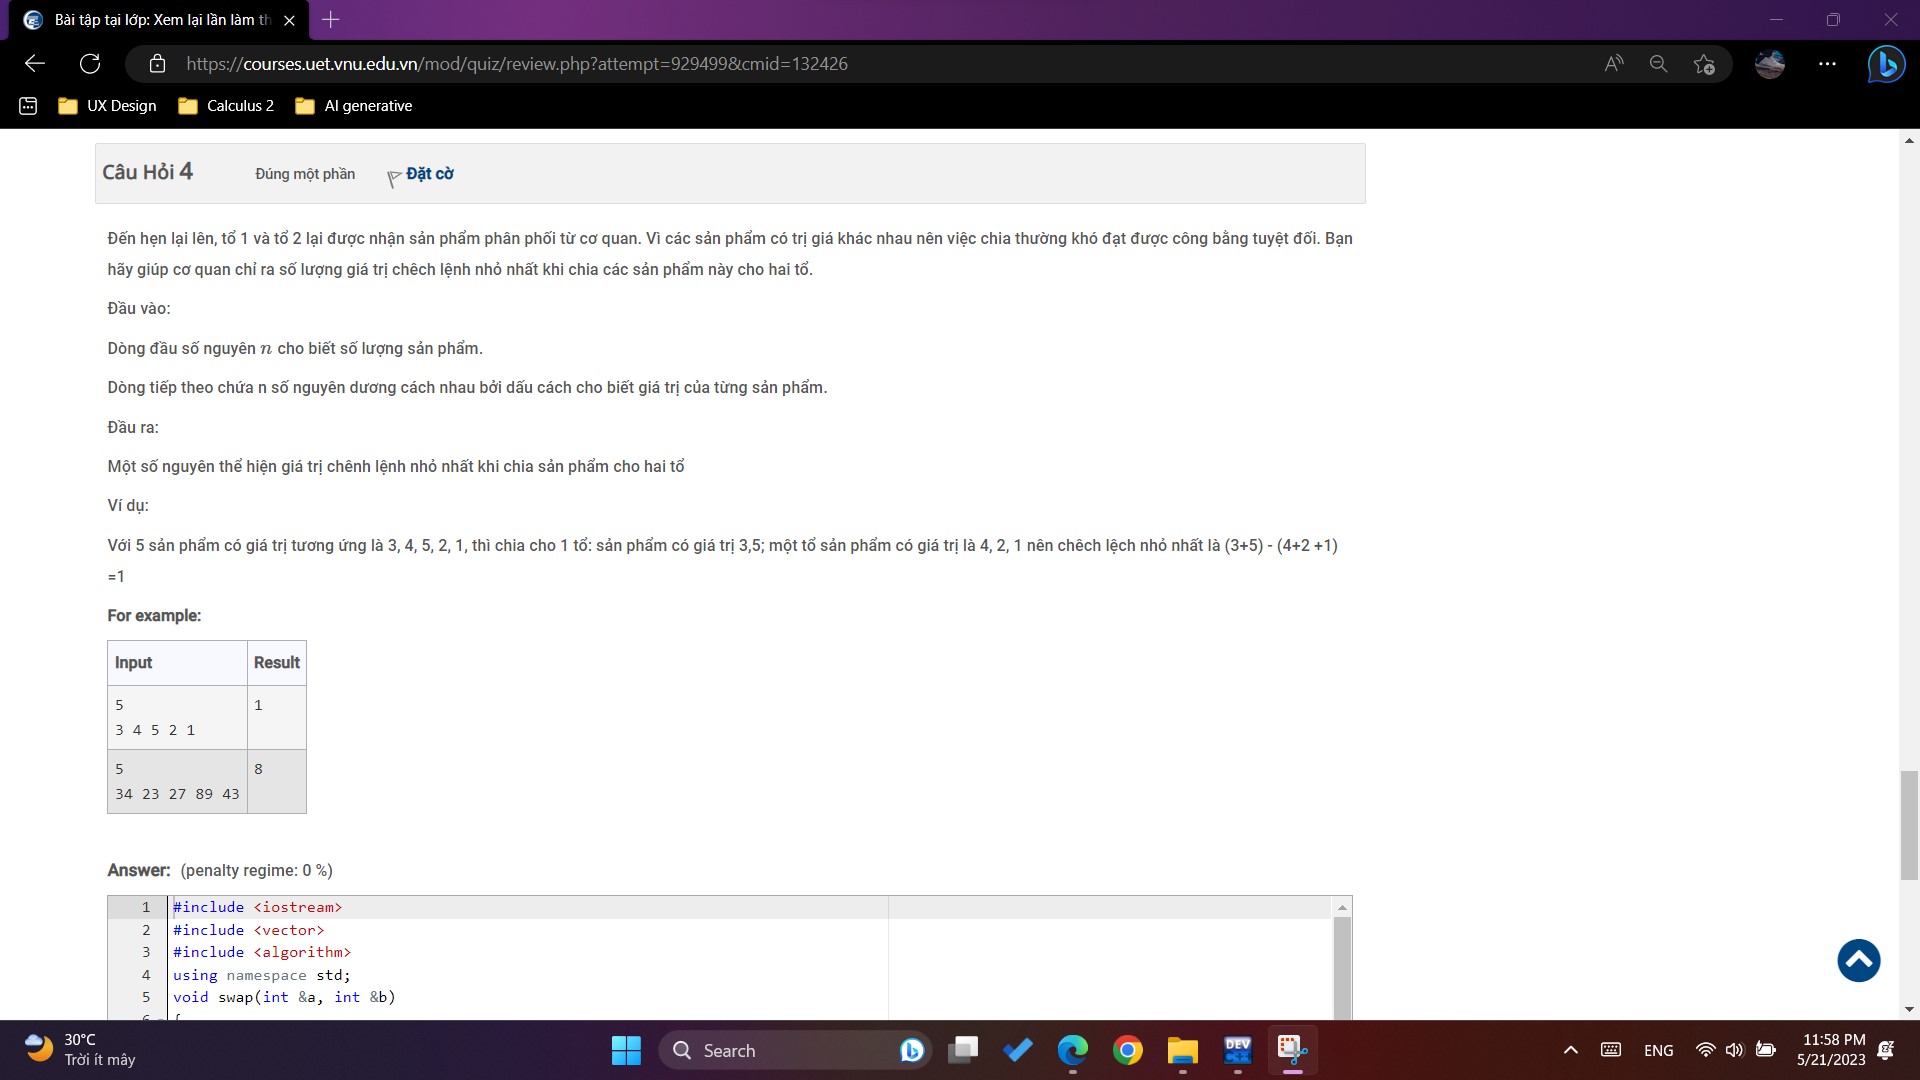 Bài tập tại lớp: Xem lại lần làm th
https://courses.uet.vnu.edu.vn/mod/quiz/review.php?attempt=929499&cmid=132426
UX Design
Calculus 2
AI generative
Câu Hỏi 4
Đúng một phần
Đặt cờ
Đến hẹn lại lên, tổ 1 và tổ 2 lại được nhận sản phẩm phân phối từ cơ quan. Vì các sản phẩm có trị giá khác nhau nên việc chia thường khó đạt được công bằng tuyệt đối. Bạn
hãy giúp cơ quan chỉ ra số lượng giá trị chêch lệnh nhỏ nhất khi chia các sản phẩm này cho hai tổ.
Đầu vào:
Dòng đầu số nguyên n cho biết số lượng sản phẩm.
Dòng tiếp theo chứa n số nguyên dương cách nhau bởi dấu cách cho biết giá trị của từng sản phẩm.
Đầu ra:
Một số nguyên thể hiện giá trị chênh lệnh nhỏ nhất khi chia sản phẩm cho hai tổ
Ví dụ:
Với 5 sản phẩm có giá trị tương ứng là 3, 4, 5, 2, 1, thì chia cho 1 tổ: sản phẩm có giá trị 3,5; một tổ sản phẩm có giá trị là 4, 2, 1 nên chêch lệch nhỏ nhất là (3+5) - (4+2 +1)
=1
For example:
Input Result
5 1
3 4 5 2 1
5 8
34 23 27 89 43
Answer: (penalty regime: 0 %)
1 #include <iostream>
2 #include <vector>
3 #include <algorithm>
4 using namespace std;
5 void swap(int &a, int &b)
6 {
30°C
Trời ít mây
Search
DEV
ENG
11:58 PM
5/21/2023